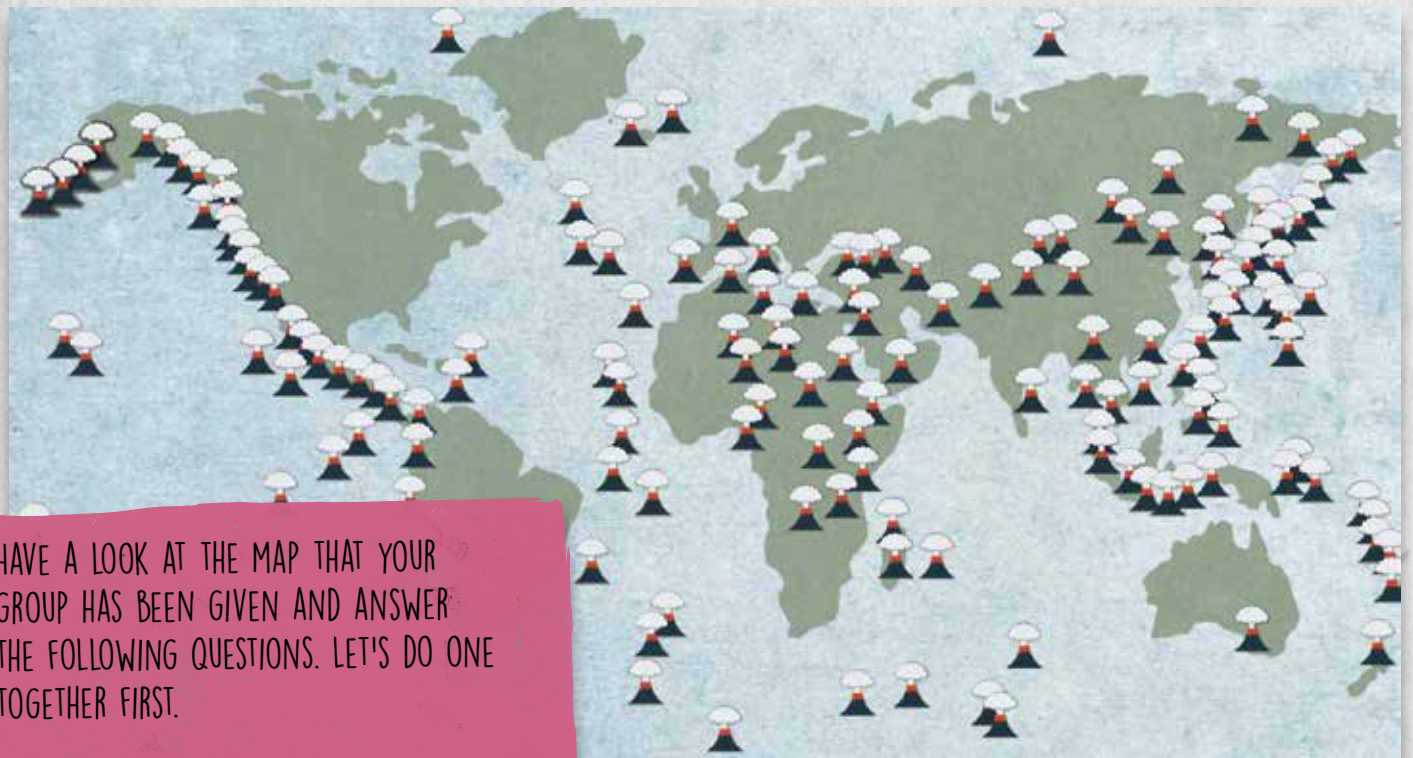 HAVE A LOOK AT THE MAP THAT YOUR
GROUP HAS BEEN GIVEN AND ANSWER
THE FOLLOWING QUESTIONS. LET'S DO ONE
TOGETHER FIRST.